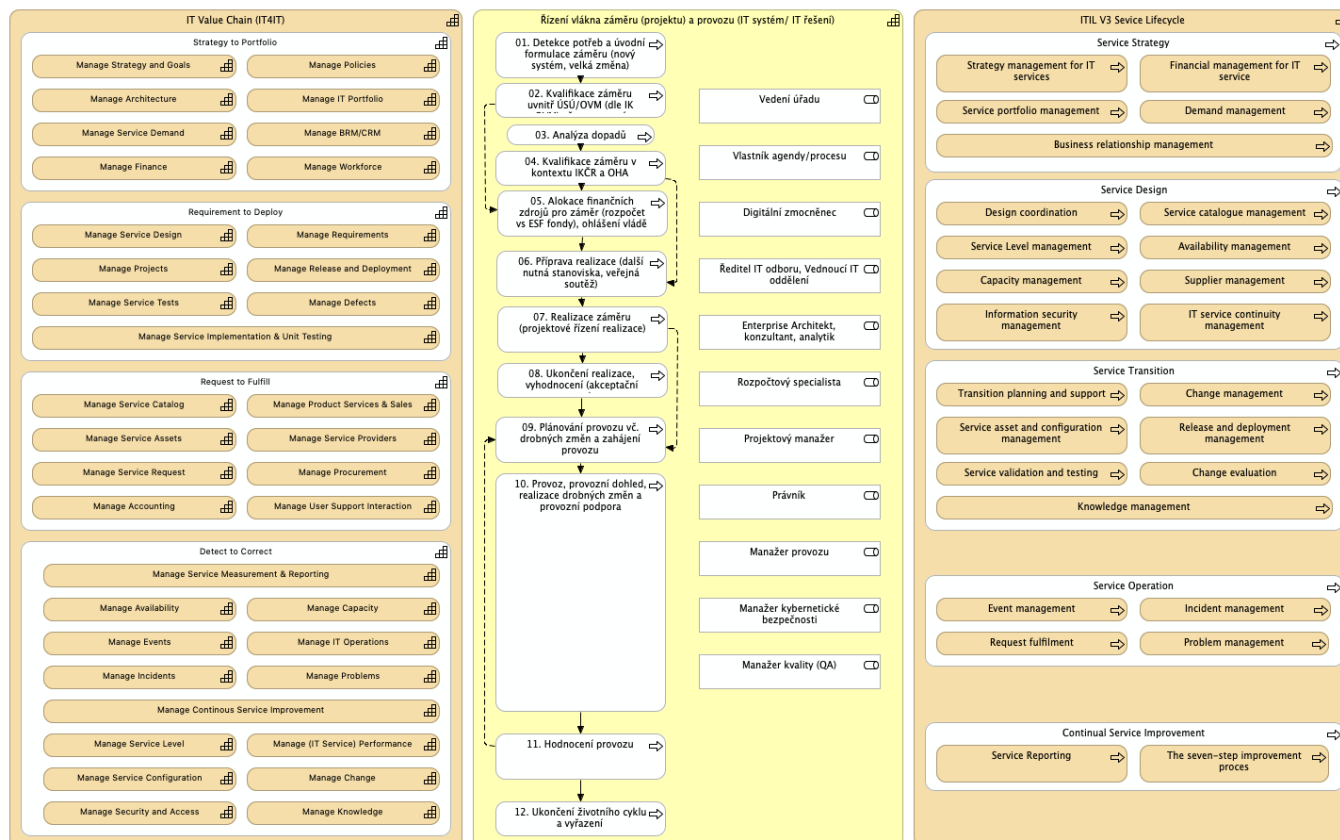 IT Value Chain (IT4IT)
Strategy to Portfolio
Manage Strategy and Goals
Manage Policies
Manage Architecture
Manage IT Portfolio
Manage Service Demand
Manage BRM/CRM
Manage Finance
Manage Workforce
Requirement to Deploy
Manage Service Design
Manage Requirements
Manage Projects
Manage Release and Deployment
Manage Service Tests
Manage Defects
Manage Service Implementation & Unit Testing
Request to Fulfill
Manage Service Catalog
Manage Product Services & Sales
Manage Service Assets
Manage Service Providers
Manage Service Request
Manage Procurement
Manage Accounting
Manage User Support Interaction
Detect to Correct
Manage Service Measurement & Reporting
Manage Availability
Manage Capacity
Manage Events
Manage IT Operations
Manage Incidents
Manage Problems
Manage Continous Service Improvement
Manage Service Level
Manage (IT Service) Performance
Manage Service Configuration
Manage Change
Manage Security and Access
Manage Knowledge
Řízení vlákna záměru (projektu) a provozu (IT systém/ IT řešení)
01. Detekce potřeb a úvodní
formulace záměru (nový
systém, velká změna)
02. Kvalifikace záměru
uvnitř ÚSÚ/OVM (dle IK
03. Analýza dopadů
04. Kvalifikace záměru v
kontextu IKČR a OHA
05. Alokace finančních
zdrojů pro záměr (rozpočet
vs ESF fondy), ohlášení vládě
06. Příprava realizace (další
nutná stanoviska, veřejná
soutěž)
07. Realizace záměru
(projektové řízení realizace)
08. Ukončení realizace,
vyhodnocení (akceptační
09. Plánování provozu vč.
drobných změn a zahájení
provozu
10. Provoz, provozní dohled,
realizace drobných změn a
provozní podpora
11. Hodnocení provozu
12. Ukončení životního cyklu
a vyřazení
Vedení úřadu
Vlastník agendy/procesu
Digitální zmocněnec
Ředitel IT odboru, Vednoucí IT
oddělení
Enterprise Architekt,
konzultant, analytik
Rozpočtový specialista
Projektový manažer
Právník
Manažer provozu
Manažer kybernetické
bezpečnosti
Manažer kvality (QA)
ITIL V3 Sevice Lifecycle
Service Strategy
Strategy management for IT
services
Financial management for IT
service
Service portfolio management
Demand management
Business relationship management
Service Design
Design coordination
Service catalogue management
Service Level management
Availability management
Capacity management
Supplier management
Information security
management
IT service continuity
management
Service Transition
Transition planning and support
Change management
Service asset and configuration
management
Release and deployment
management
Service validation and testing
Change evaluation
Knowledge management
Service Operation
Event management
Incident management
Request fulfilment
Problem management
Continual Service Improvement
Service Reporting
The seven-step improvement
proces